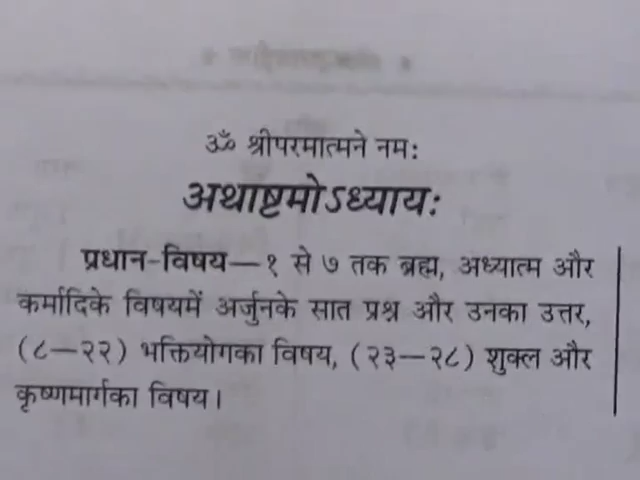 ॐ श्रीपरमात्मने नमः
अथाष्टमोऽध्यायः
प्रधान-विषय—१ से ७ तक ब्रह्म, अध्यात्म और
कर्मादिके विषयमें अर्जुनके सात प्रश्न और उनका उत्तर,
(८—२२) भक्तियोगका विषय, (२३—२८) शुक्ल और
कृष्णमार्गका विषय।